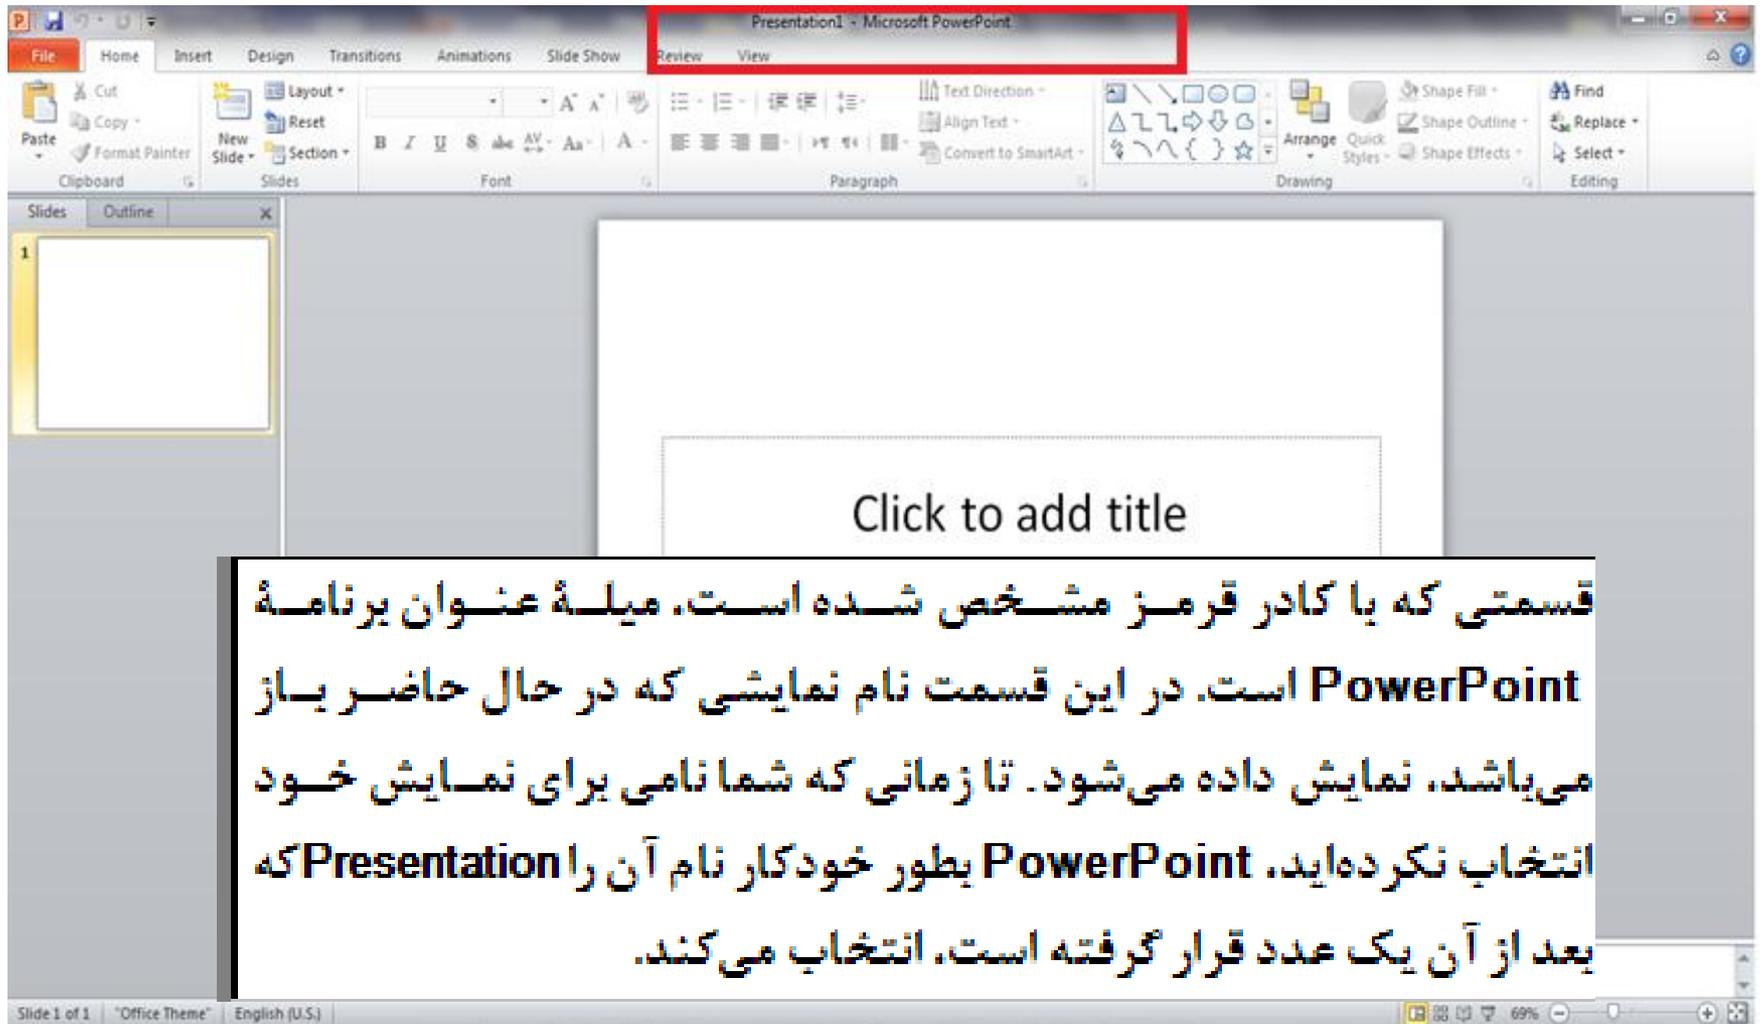 Presentation1 - Microsoft PowerPoint
File Home Insert Design Transitions Animations Slide Show Review View
Cut
Copy
Format Painter
Paste
Clipboard
New Slide
Layout
Reset
Section
Slides
B I U S abc AV Aa A
Font
Text Direction
Align Text
Convert to SmartArt
Paragraph
Arrange
Quick Styles
Shape Fill
Shape Outline
Shape Effects
Drawing
Find
Replace
Select
Editing
Slides Outline
1
Click to add title
قسمتی که با کادر قرمز مشخص شده است، میلهٔ عنوان برنامهٔ
PowerPoint است. در این قسمت نام نمایشی که در حال حاضر باز
می‌باشد، نمایش داده می‌شود. تا زمانی که شما نامی برای نمایش خود
انتخاب نکرده‌اید، PowerPoint بطور خودکار نام آن را Presentation که
بعد از آن یک عدد قرار گرفته است، انتخاب می‌کند.
Slide 1 of 1 "Office Theme" English (U.S.) 69%